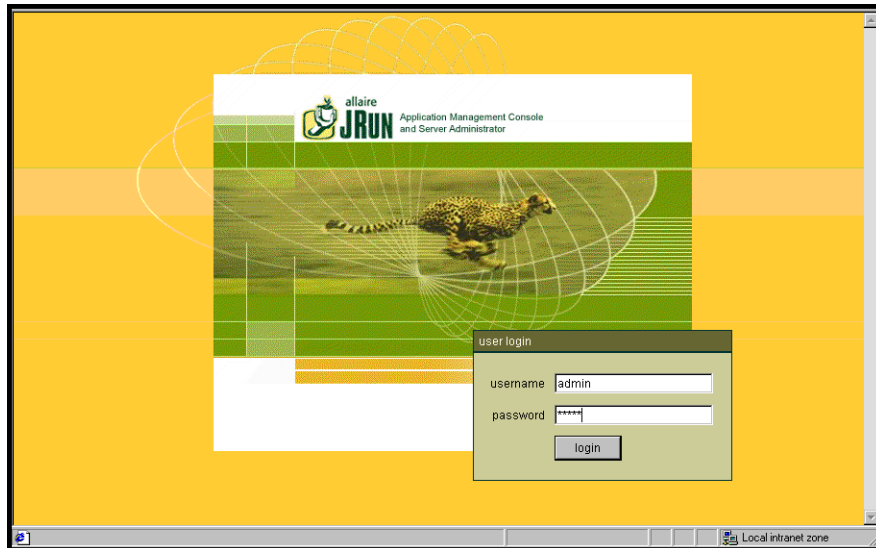 allaire
JRUN
Application Management Console
and Server Administrator
user login
username admin
password *****
login
Local intranet zone